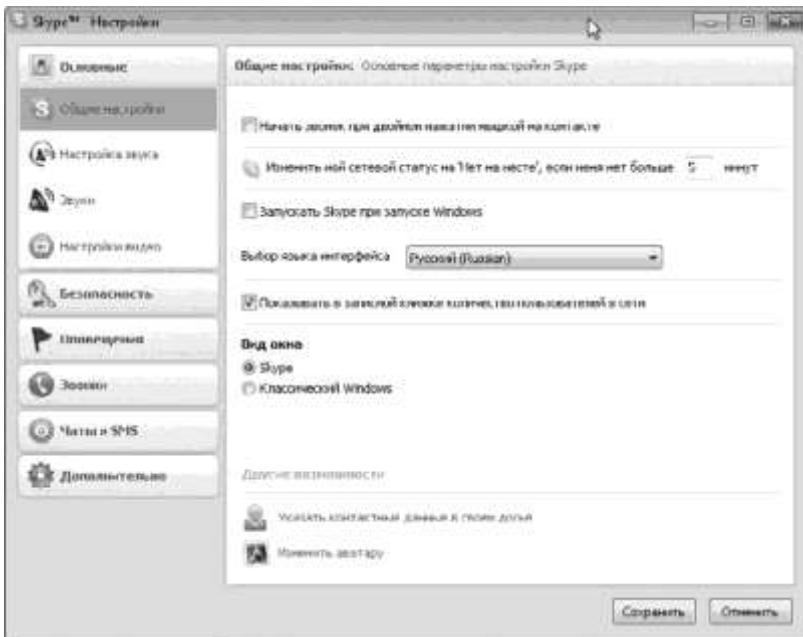 Skype™ Настройки
Основные
Общие настройки
Настройка звука
Звуки
Настройки видео
Безопасность
Оповещения
Звонки
Чаты и SMS
Дополнительно
Общие настройки: Основные параметры настройки Skype
Начать звонок при двойном нажатии мышкой на контакте
Изменить мой сетевой статус на 'Нет на месте', если меня нет больше 5 минут
Запускать Skype при запуске Windows
Выбор языка интерфейса Русский (Russian)
Показывать в записной книжке количество пользователей в сети
Вид окна
Skype
Классический Windows
Другие возможности
Указать контактные данные в своем досье
Изменить аватару
Сохранить Отменить